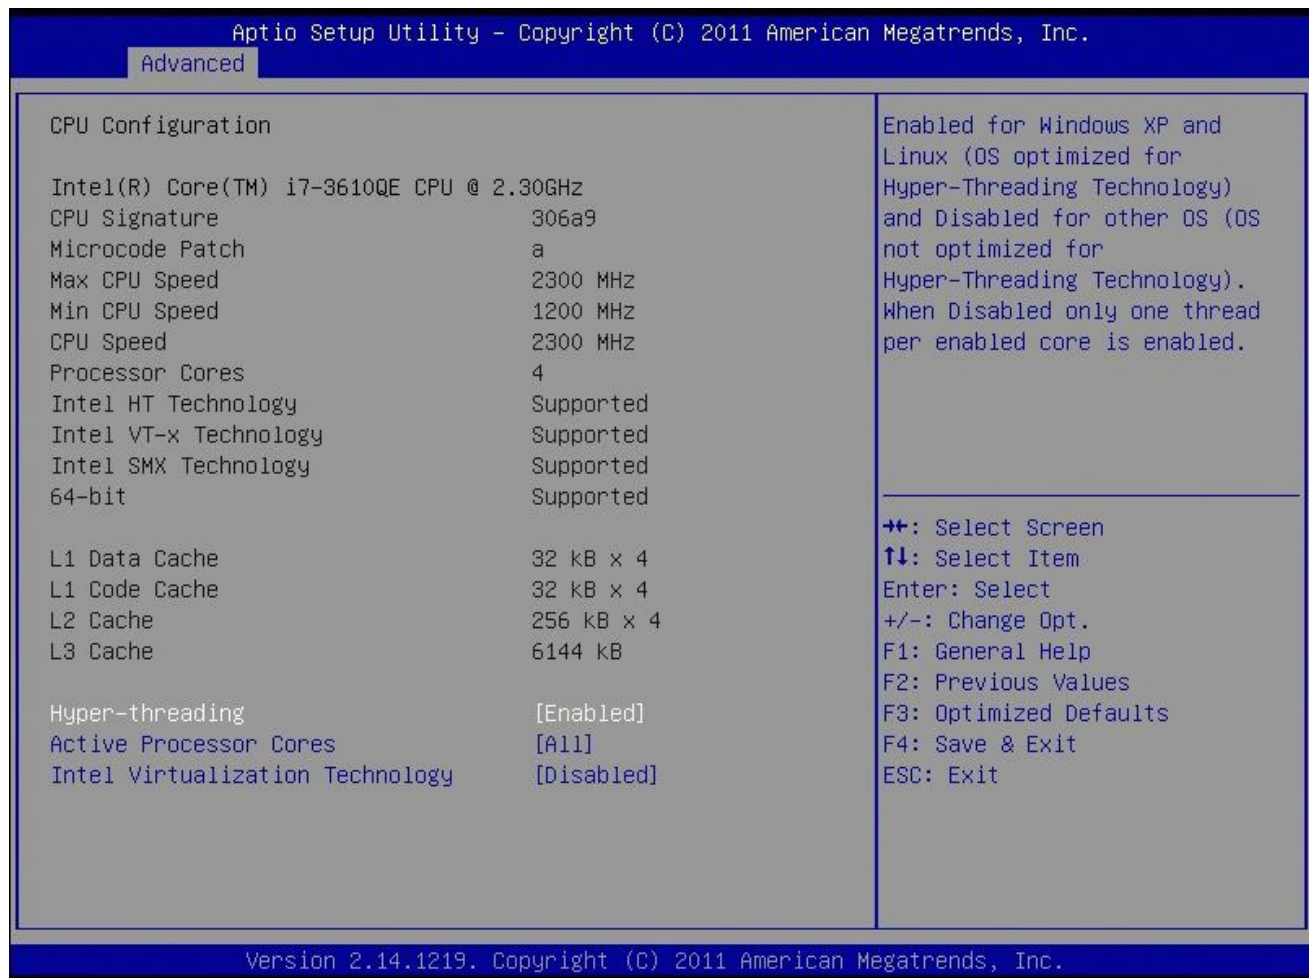 Aptio Setup Utility – Copyright (C) 2011 American Megatrends, Inc.
Advanced
CPU Configuration
Intel(R) Core(TM) i7-3610QE CPU @ 2.30GHz
CPU Signature 306a9
Microcode Patch a
Max CPU Speed 2300 MHz
Min CPU Speed 1200 MHz
CPU Speed 2300 MHz
Processor Cores 4
Intel HT Technology Supported
Intel VT-x Technology Supported
Intel SMX Technology Supported
64-bit Supported
L1 Data Cache 32 kB x 4
L1 Code Cache 32 kB x 4
L2 Cache 256 kB x 4
L3 Cache 6144 kB
Hyper-threading [Enabled]
Active Processor Cores [All]
Intel Virtualization Technology [Disabled]
Enabled for Windows XP and
Linux (OS optimized for
Hyper-Threading Technology)
and Disabled for other OS (OS
not optimized for
Hyper-Threading Technology).
When Disabled only one thread
per enabled core is enabled.
→←: Select Screen
↑↓: Select Item
Enter: Select
+/-: Change Opt.
F1: General Help
F2: Previous Values
F3: Optimized Defaults
F4: Save & Exit
ESC: Exit
Version 2.14.1219. Copyright (C) 2011 American Megatrends, Inc.